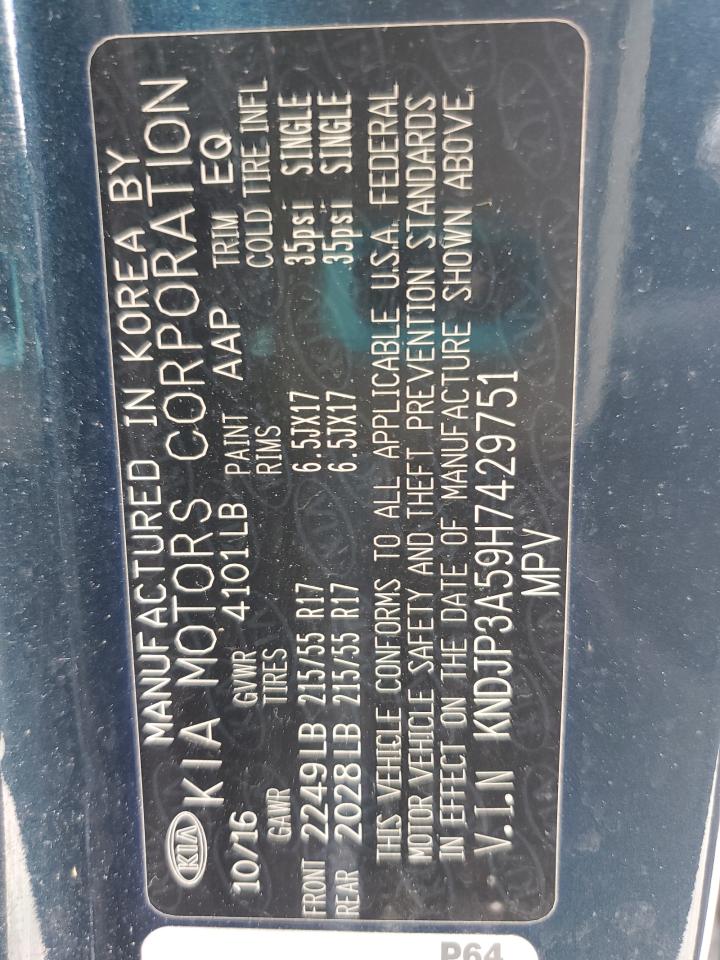 MANUFACTURED IN KOREA BY
KIA KIA MOTORS CORPORATION
10/16 GVWR 4101LB PAINT AAP TRIM EQ
GAWR TIRES RIMS COLD TIRE INFL
FRONT 2249LB 215/55 R17 6.5JX17 35psi SINGLE
REAR 2028LB 215/55 R17 6.5JX17 35psi SINGLE
THIS VEHICLE CONFORMS TO ALL APPLICABLE U.S.A. FEDERAL
MOTOR VEHICLE SAFETY AND THEFT PREVENTION STANDARDS
IN EFFECT ON THE DATE OF MANUFACTURE SHOWN ABOVE.
V.I.N KNDJP3A59H7429751
MPV
P64